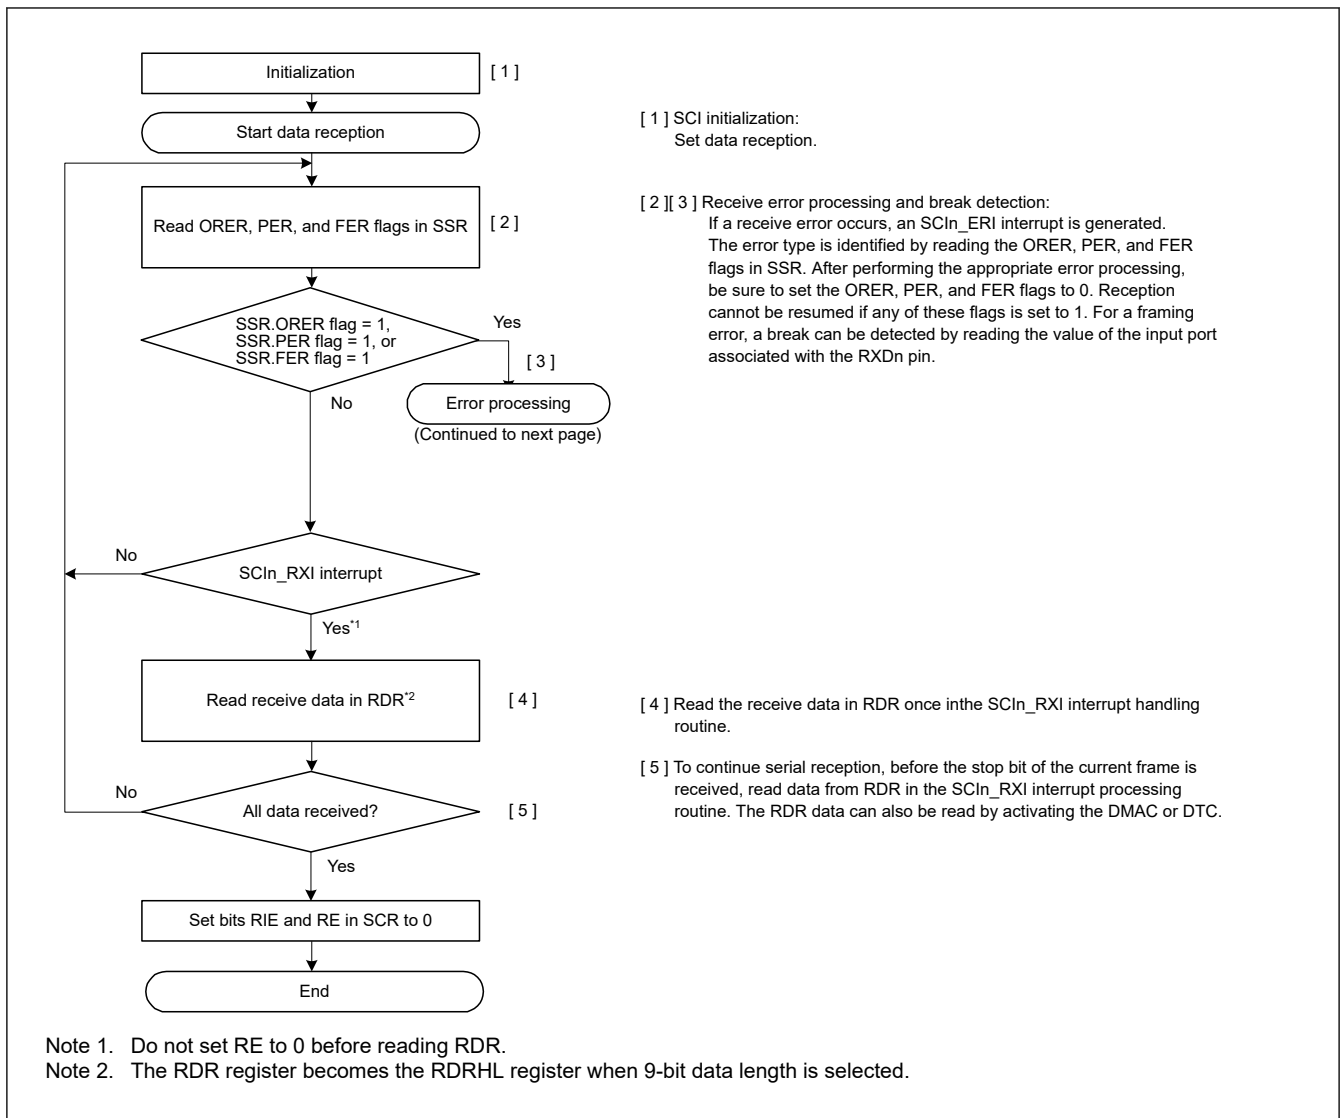 Initialization
[ 1 ]
Start data reception
[ 1 ] SCI initialization:
Set data reception.
Read ORER, PER, and FER flags in SSR
[ 2 ]
[ 2 ][ 3 ] Receive error processing and break detection:
If a receive error occurs, an SCIn_ERI interrupt is generated.
The error type is identified by reading the ORER, PER, and FER
flags in SSR. After performing the appropriate error processing,
be sure to set the ORER, PER, and FER flags to 0. Reception
cannot be resumed if any of these flags is set to 1. For a framing
error, a break can be detected by reading the value of the input port
associated with the RXDn pin.
SSR.ORER flag = 1,
SSR.PER flag = 1, or
SSR.FER flag = 1
Yes
[ 3 ]
No
Error processing
(Continued to next page)
No
SCIn_RXI interrupt
Yes*1
Read receive data in RDR*2
[ 4 ]
[ 4 ] Read the receive data in RDR once inthe SCIn_RXI interrupt handling
routine.
[ 5 ] To continue serial reception, before the stop bit of the current frame is
received, read data from RDR in the SCIn_RXI interrupt processing
routine. The RDR data can also be read by activating the DMAC or DTC.
No
All data received?
[ 5 ]
Yes
Set bits RIE and RE in SCR to 0
End
Note 1. Do not set RE to 0 before reading RDR.
Note 2. The RDR register becomes the RDRHL register when 9-bit data length is selected.